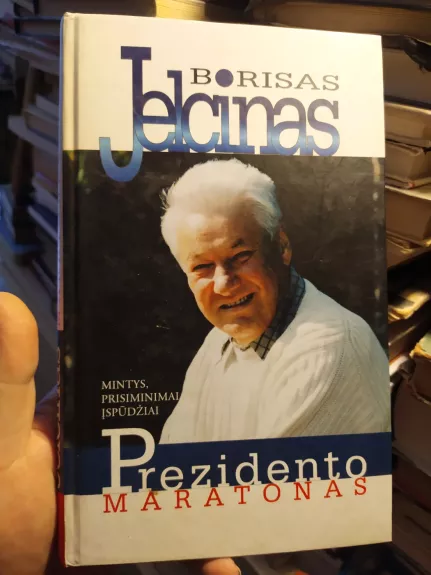 BORISAS
Jelcinas
MINTYS,
PRISIMINIMAI,
ĮSPŪDŽIAI
Prezidento
MARATONAS